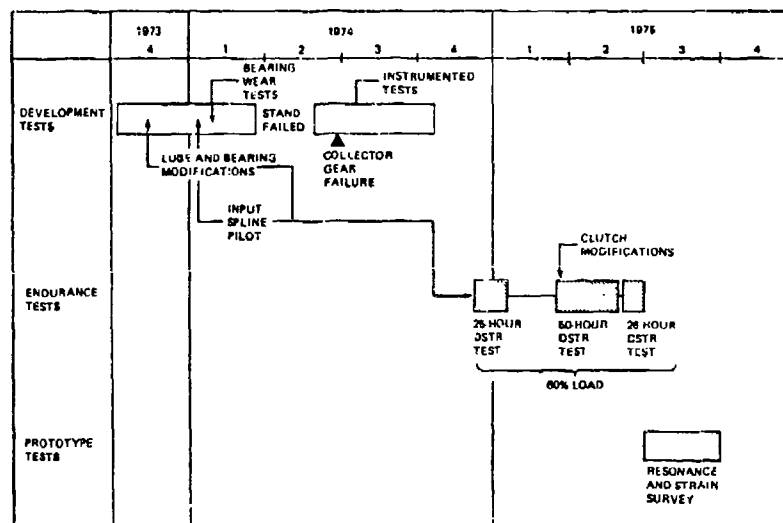 1973 1974 1975
4 1 2 3 4 1 2 3 4
DEVELOPMENT
TESTS
BEARING
WEAR
TESTS
STAND
FAILED
INSTRUMENTED
TESTS
LUBE AND BEARING
MODIFICATIONS
COLLECTOR
GEAR
FAILURE
INPUT
SPLINE
PILOT
ENDURANCE
TESTS
CLUTCH
MODIFICATIONS
25-HOUR
DSTR
TEST
50-HOUR
DSTR
TEST
HOUR
DSTR
TEST
60% LOAD
PROTOTYPE
TESTS
RESONANCE
AND STRAIN
SURVEY